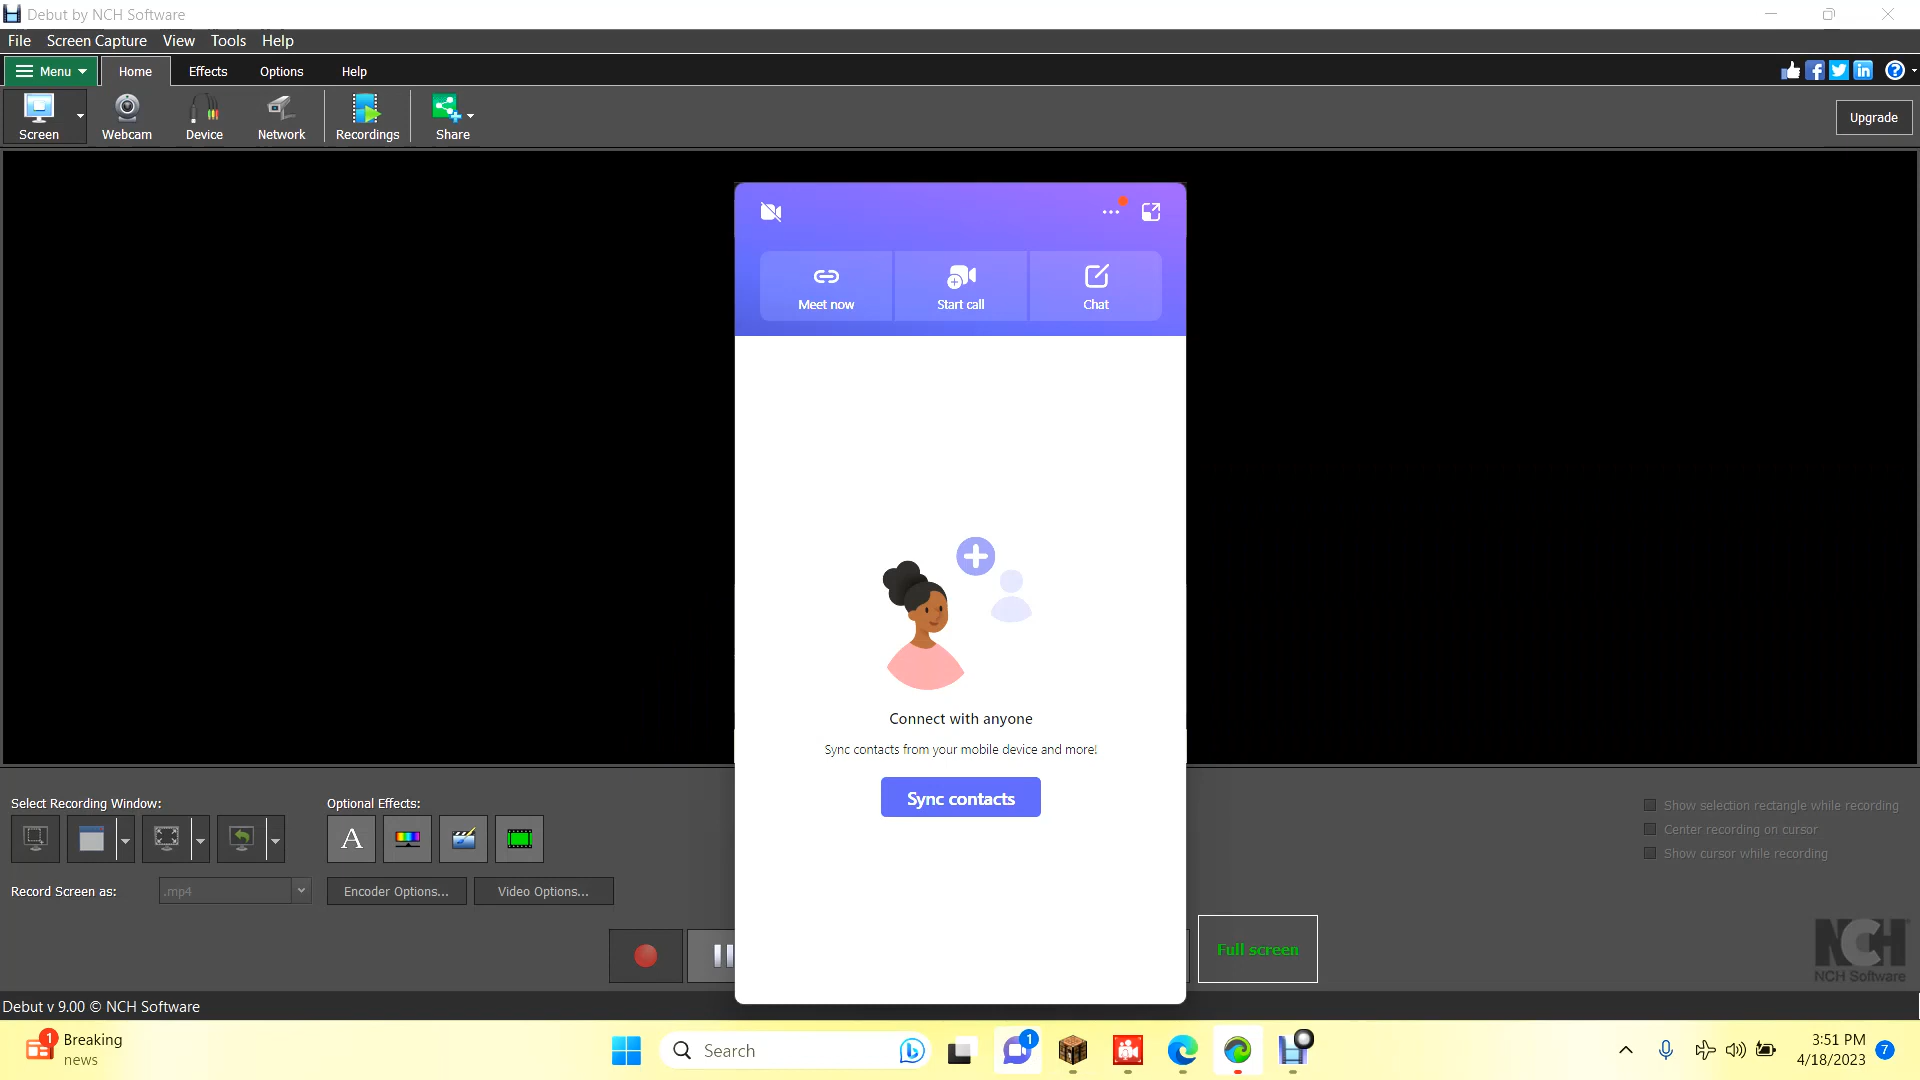 Debut by NCH Software
File Screen Capture View Tools Help
Menu Home Effects Options Help
Screen Webcam Device Network Recordings Share
Upgrade
Meet now Start call Chat
Connect with anyone
Sync contacts from your mobile device and more!
Sync contacts
Select Recording Window: Optional Effects:
A
Show selection rectangle while recording
Center recording on cursor
Show cursor while recording
Record Screen as: .mp4 Encoder Options... Video Options...
Full screen
NCH
NCH Software
Debut v 9.00 © NCH Software
1 Breaking
news
Search
1
3:51 PM
4/18/2023
7